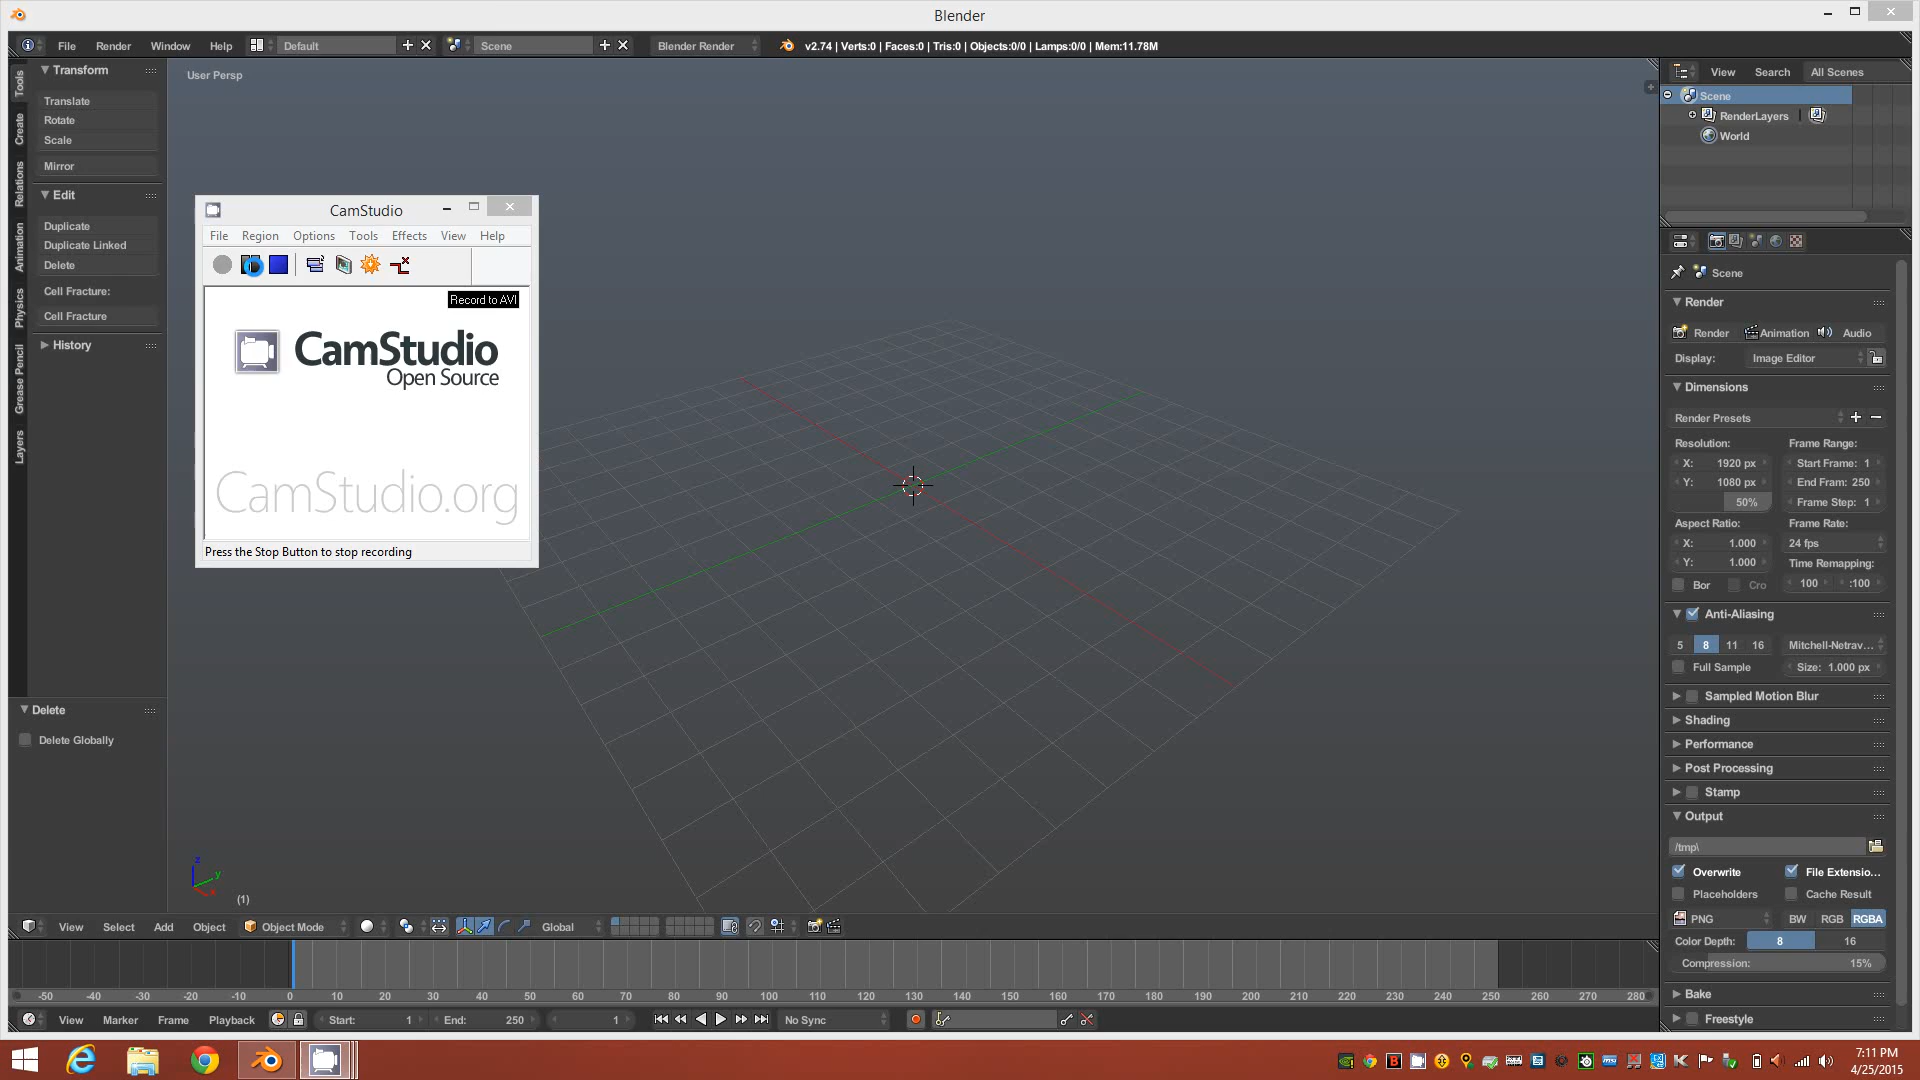 Blender
File Render Window Help Default Scene Blender Render v2.74 | Verts:0 | Faces:0 | Tris:0 | Objects:0/0 | Lamps:0/0 | Mem:11.78M
Tools
Create
Relations
Animation
Physics
Grease Pencil
Layers
Transform
Translate
Rotate
Scale
Mirror
Edit
Duplicate
Duplicate Linked
Delete
Cell Fracture:
Cell Fracture
History
Delete
Delete Globally
User Persp
CamStudio
File Region Options Tools Effects View Help
Record to AVI
CamStudio
Open Source
CamStudio.org
Press the Stop Button to stop recording
z
y
x
(1)
View Select Add Object Object Mode Global
-50 -40 -30 -20 -10 0 10 20 30 40 50 60 70 80 90 100 110 120 130 140 150 160 170 180 190 200 210 220 230 240 250 260 270 280
View Marker Frame Playback Start: 1 End: 250 1 No Sync
View Search All Scenes
Scene
RenderLayers
World
Scene
Render
Render Animation Audio
Display: Image Editor
Dimensions
Render Presets
Resolution: Frame Range:
X: 1920 px Start Frame: 1
Y: 1080 px End Fram: 250
50% Frame Step: 1
Aspect Ratio: Frame Rate:
X: 1.000 24 fps
Y: 1.000 Time Remapping:
Bor Cro 100 :100
Anti-Aliasing
5 8 11 16 Mitchell-Netrav...
Full Sample Size: 1.000 px
Sampled Motion Blur
Shading
Performance
Post Processing
Stamp
Output
/tmp\
Overwrite File Extensio...
Placeholders Cache Result
PNG BW RGB RGBA
Color Depth: 8 16
Compression: 15%
Bake
Freestyle
7:11 PM
4/25/2015